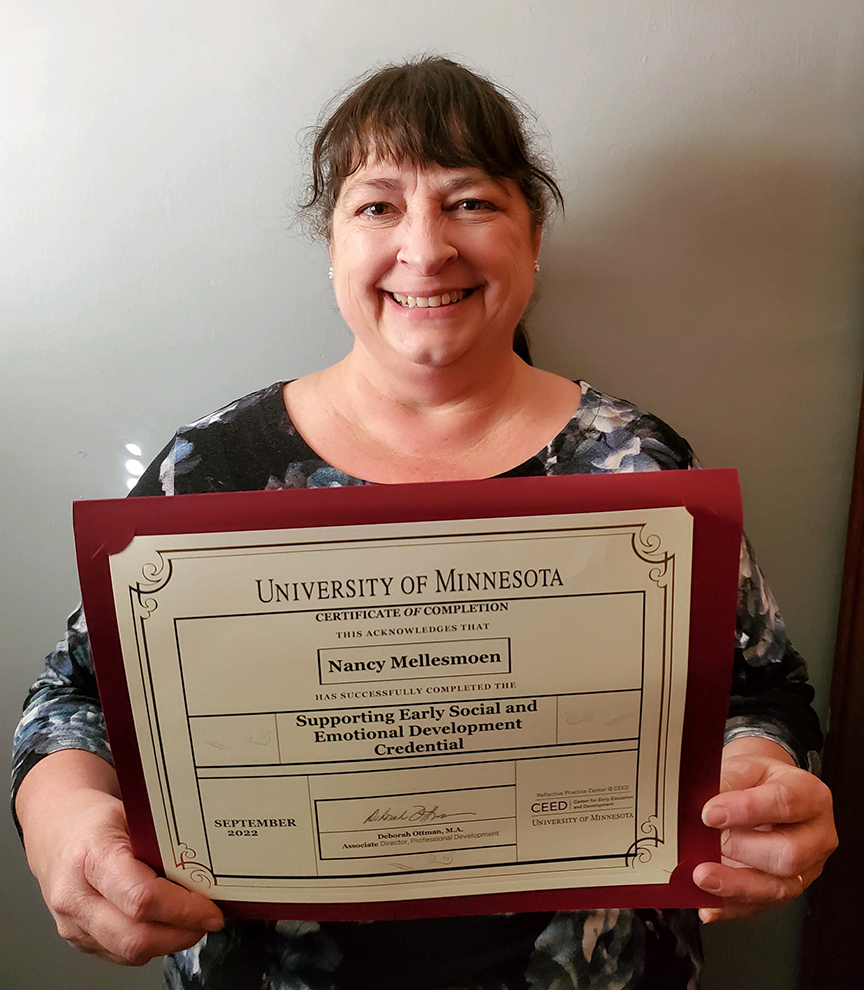 UNIVERSITY OF MINNESOTA
CERTIFICATE OF COMPLETION
THIS ACKNOWLEDGES THAT
Nancy Mellesmoen
HAS SUCCESSFULLY COMPLETED THE
Supporting Early Social and
Emotional Development
Credential
SEPTEMBER
2022
Deborah Ottman, M.A.
Associate Director, Professional Development
Reflective Practice Center @ CEED
CEED | Center for Early Education
and Development
UNIVERSITY OF MINNESOTA